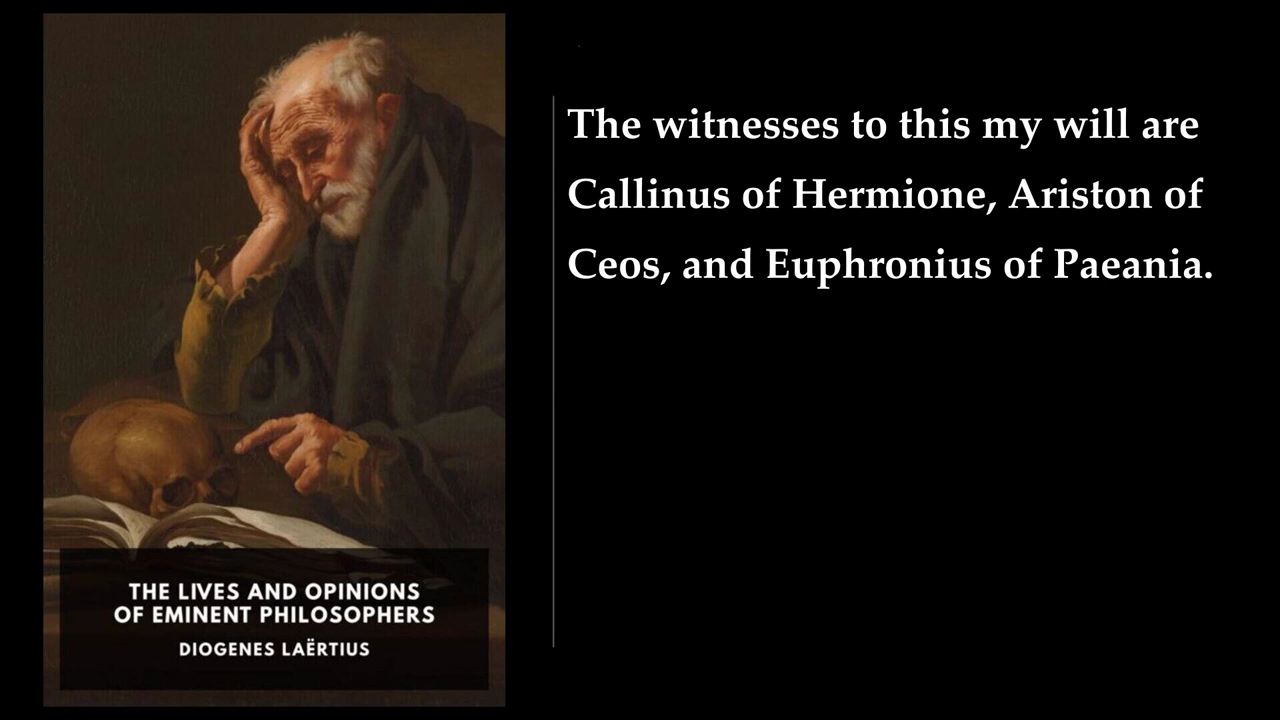 The witnesses to this my will are
Callinus of Hermione, Ariston of
Ceos, and Euphronius of Paeania.
THE LIVES AND OPINIONS
OF EMINENT PHILOSOPHERS
DIOGENES LAËRTIUS